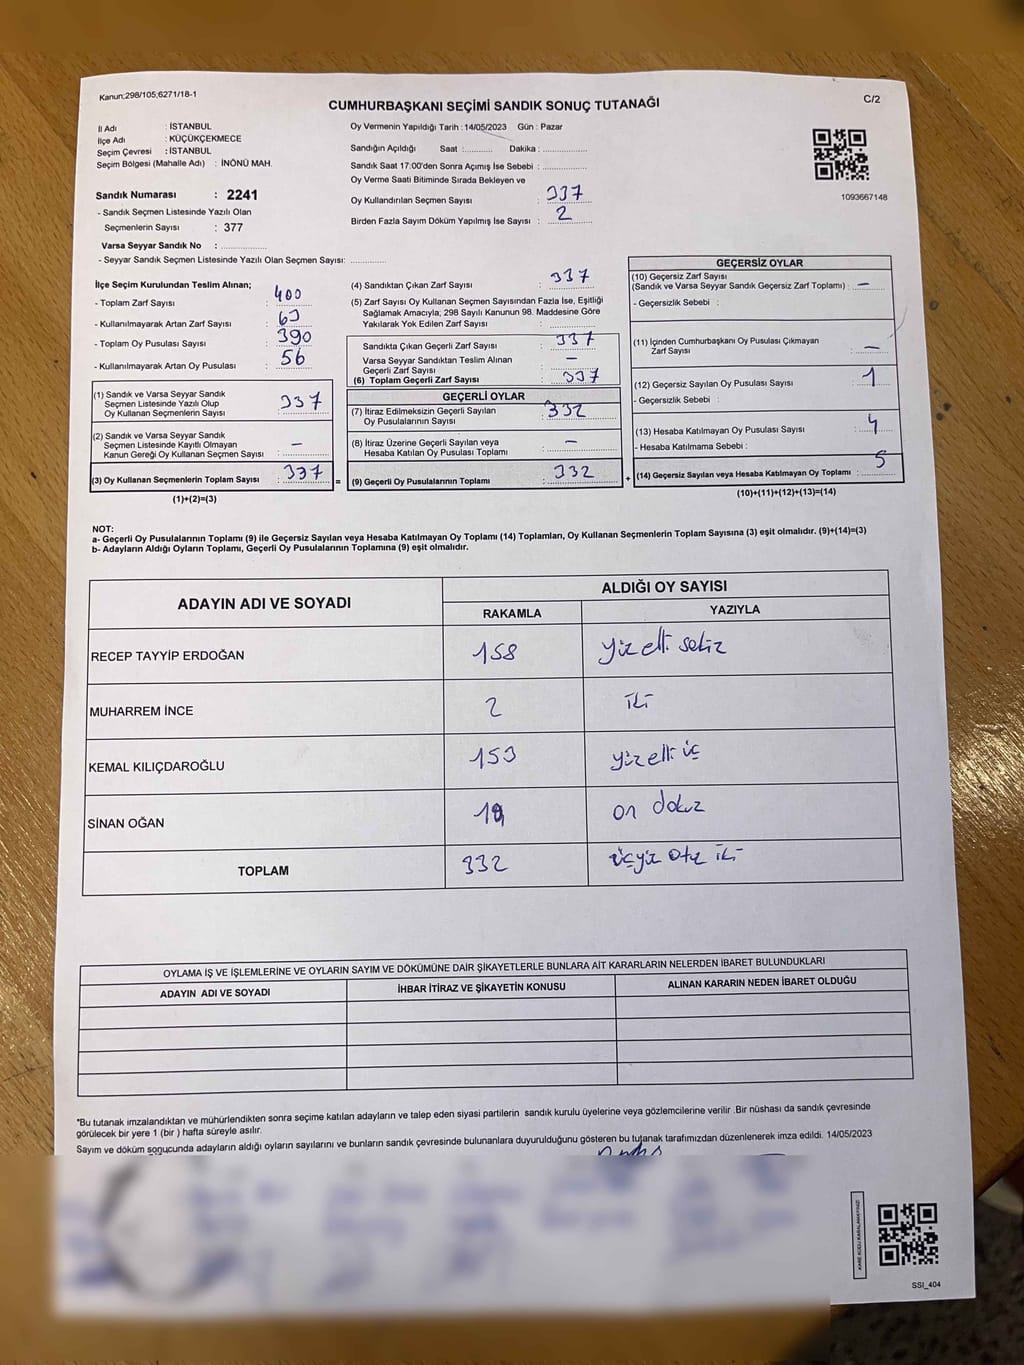 Kanun:298/105;6271/18-1
CUMHURBAŞKANI SEÇİMİ SANDIK SONUÇ TUTANAĞI
C/2
İl Adı : İSTANBUL
İlçe Adı : KÜÇÜKÇEKMECE
Seçim Çevresi : İSTANBUL
Seçim Bölgesi (Mahalle Adı) : İNÖNÜ MAH.
Sandık Numarası : 2241
- Sandık Seçmen Listesinde Yazılı Olan
Seçmenlerin Sayısı : 377
Varsa Seyyar Sandık No : ....................
- Seyyar Sandık Seçmen Listesinde Yazılı Olan Seçmen Sayısı: ..............
Oy Vermenin Yapıldığı Tarih : 14/05/2023 Gün : Pazar
Sandığın Açıldığı Saat :.......... Dakika : ................
Sandık Saat 17:00'den Sonra Açımış İse Sebebi : ................
Oy Verme Saati Bitiminde Sırada Bekleyen ve
Oy Kullandırılan Seçmen Sayısı : 337
Birden Fazla Sayım Döküm Yapılmış İse Sayısı : 2
1093667148
İlçe Seçim Kurulundan Teslim Alınan;
- Toplam Zarf Sayısı : 400
- Kullanılmayarak Artan Zarf Sayısı : 63
- Toplam Oy Pusulası Sayısı : 390
- Kullanılmayarak Artan Oy Pusulası : 56
(1) Sandık ve Varsa Seyyar Sandık
Seçmen Listesinde Yazılı Olup
Oy Kullanan Seçmenlerin Sayısı : 337
(2) Sandık ve Varsa Seyyar Sandık
Seçmen Listesinde Kayıtlı Olmayan
Kanun Gereği Oy Kullanan Seçmen Sayısı : –
(3) Oy Kullanan Seçmenlerin Toplam Sayısı : 337
(1)+(2)=(3)
=
(4) Sandıktan Çıkan Zarf Sayısı : 337
(5) Zarf Sayısı Oy Kullanan Seçmen Sayısından Fazla İse, Eşitliği
Sağlamak Amacıyla; 298 Sayılı Kanunun 98. Maddesine Göre
Yakılarak Yok Edilen Zarf Sayısı : ................
Sandıkta Çıkan Geçerli Zarf Sayısı : 337
Varsa Seyyar Sandıktan Teslim Alınan
Geçerli Zarf Sayısı : –
(6) Toplam Geçerli Zarf Sayısı : 337
GEÇERLİ OYLAR
(7) İtiraz Edilmeksizin Geçerli Sayılan
Oy Pusulalarının Sayısı : 332
(8) İtiraz Üzerine Geçerli Sayılan veya
Hesaba Katılan Oy Pusulası Toplamı : –
(9) Geçerli Oy Pusulalarının Toplamı : 332
+
GEÇERSİZ OYLAR
(10) Geçersiz Zarf Sayısı
(Sandık ve Varsa Seyyar Sandık Geçersiz Zarf Toplamı) : –
- Geçersizlik Sebebi :
(11) İçinden Cumhurbaşkanı Oy Pusulası Çıkmayan
Zarf Sayısı : –
(12) Geçersiz Sayılan Oy Pusulası Sayısı : 1
- Geçersizlik Sebebi :
(13) Hesaba Katılmayan Oy Pusulası Sayısı : 4
- Hesaba Katılmama Sebebi :
(14) Geçersiz Sayılan veya Hesaba Katılmayan Oy Toplamı : 5
(10)+(11)+(12)+(13)=(14)
NOT:
a- Geçerli Oy Pusulalarının Toplamı (9) ile Geçersiz Sayılan veya Hesaba Katılmayan Oy Toplamı (14) Toplamları, Oy Kullanan Seçmenlerin Toplam Sayısına (3) eşit olmalıdır. (9)+(14)=(3)
b- Adayların Aldığı Oyların Toplamı, Geçerli Oy Pusulalarının Toplamına (9) eşit olmalıdır.
ADAYIN ADI VE SOYADI ALDIĞI OY SAYISI
RAKAMLA YAZIYLA
RECEP TAYYİP ERDOĞAN 158 yüz elli sekiz
MUHARREM İNCE 2 iki
KEMAL KILIÇDAROĞLU 153 yüz elli üç
SİNAN OĞAN 19 on dokuz
TOPLAM 332 üçyüz otuz iki
OYLAMA İŞ VE İŞLEMLERİNE VE OYLARIN SAYIM VE DÖKÜMÜNE DAİR ŞİKAYETLERLE BUNLARA AİT KARARLARIN NELERDEN İBARET BULUNDUKLARI
ADAYIN ADI VE SOYADI İHBAR İTİRAZ VE ŞİKAYETİN KONUSU ALINAN KARARIN NEDEN İBARET OLDUĞU
*Bu tutanak imzalandıktan ve mühürlendikten sonra seçime katılan adayların ve talep eden siyasi partilerin sandık kurulu üyelerine veya gözlemcilerine verilir .Bir nüshası da sandık çevresinde
görülecek bir yere 1 (bir ) hafta süreyle asılır.
Sayım ve döküm sonucunda adayların aldığı oyların sayılarını ve bunların sandık çevresinde bulunanlara duyurulduğunu gösteren bu tutanak tarafımızdan düzenlenerek imza edildi. 14/05/2023
KARE KODU KARALAMAYINIZ!
SSI_404